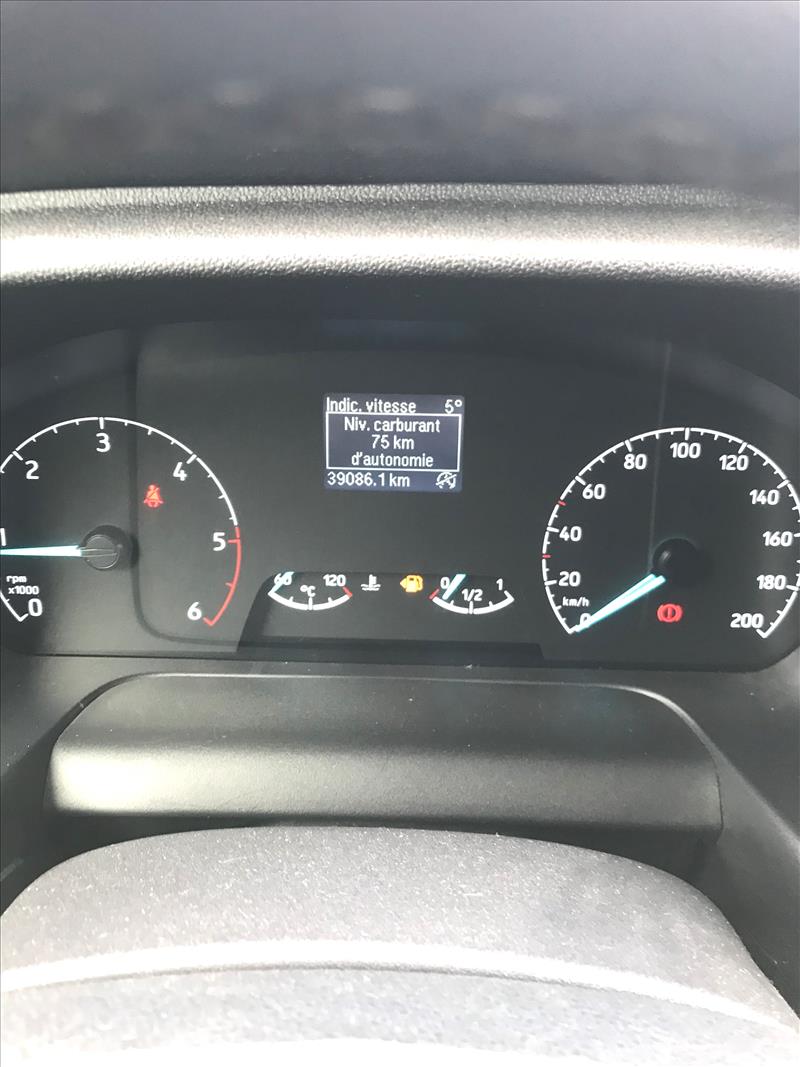 Indic. vitesse 5°
Niv. carburant
75 km
d'autonomie
39086.1 km
1 2 3 4 5 6
rpm
x1000
0
60 120
°C
0 1/2 1
0 20 40 60 80 100 120 140 160 180 200
km/h